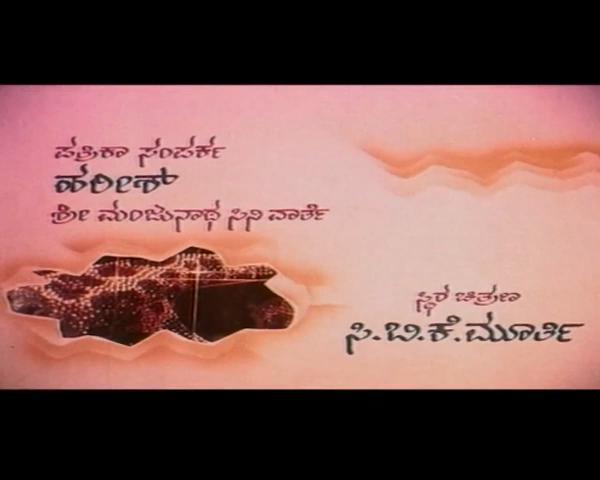 ಪತ್ರಿಕಾ ಸಂಪರ್ಕ
ಹರೀಶ್
ಶ್ರೀ ಮಂಜುನಾಥ ಸಿನಿ ವಾರ್ತೆ
ಸ್ಥಿರ ಚಿತ್ರಣ
ಸಿ.ಬಿ.ಕೆ.ಮೂರ್ತಿ